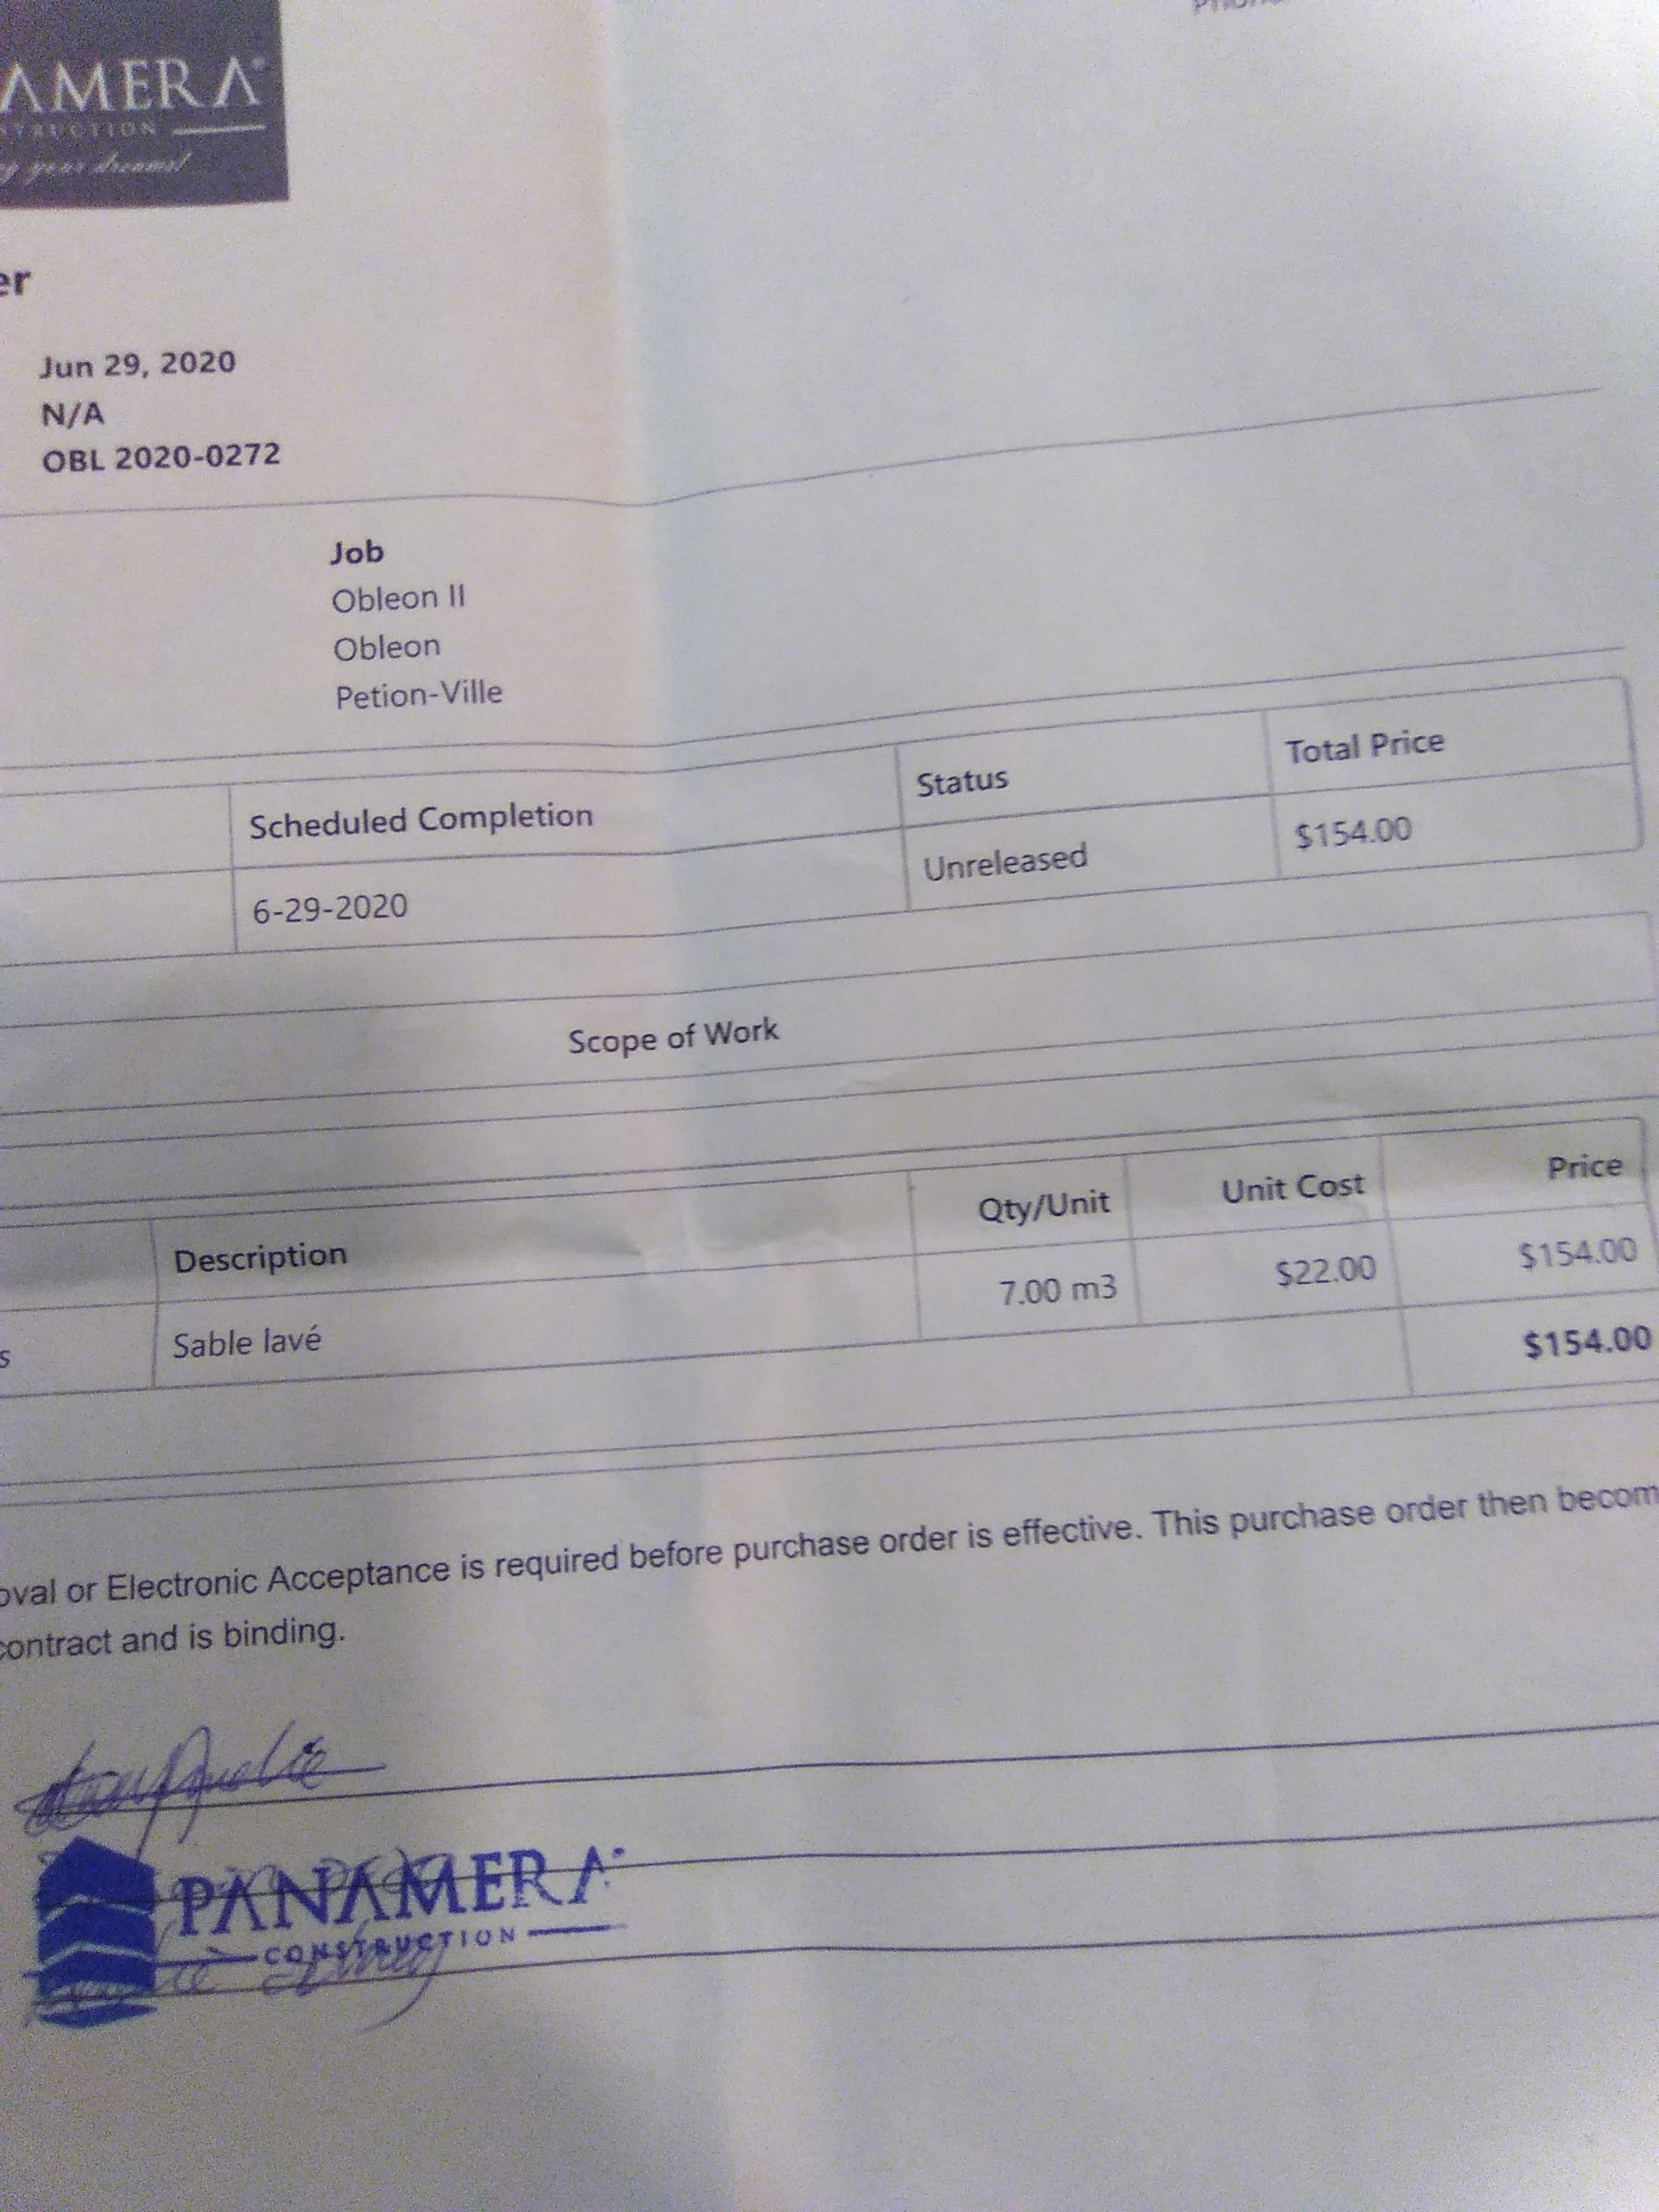 AMERA
STRUCTION
g your dreams!
er
Jun 29, 2020
N/A
OBL 2020-0272
Job
Obleon II
Obleon
Petion-Ville
Scheduled Completion Status Total Price
6-29-2020 Unreleased $154.00
Scope of Work
Description Qty/Unit Unit Cost Price
s Sable lavé 7.00 m3 $22.00 $154.00
$154.00
oval or Electronic Acceptance is required before purchase order is effective. This purchase order then becom
contract and is binding.
PANAMERA
CONSTRUCTION